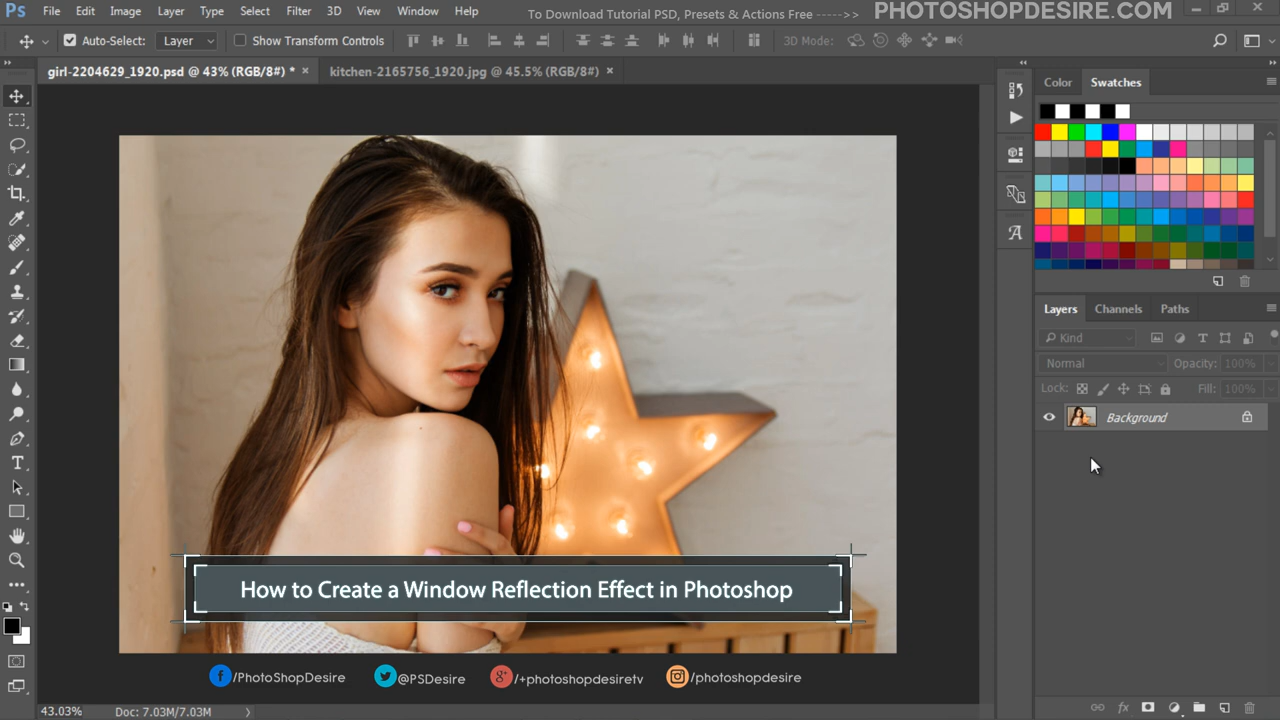 Ps File Edit Image Layer Type Select Filter 3D View Window Help To Download Tutorial PSD, Presets & Actions Free ----->> PHOTOSHOPDESIRE.COM
Auto-Select: Layer Show Transform Controls 3D Mode:
girl-2204629_1920.psd @ 43% (RGB/8#) * × kitchen-2165756_1920.jpg @ 45.5% (RGB/8#) ×
Color Swatches
Layers Channels Paths
Kind
Normal Opacity: 100%
Lock: Fill: 100%
Background
How to Create a Window Reflection Effect in Photoshop
/PhotoShopDesire @PSDesire /+photoshopdesiretv /photoshopdesire
43.03% Doc: 7.03M/7.03M